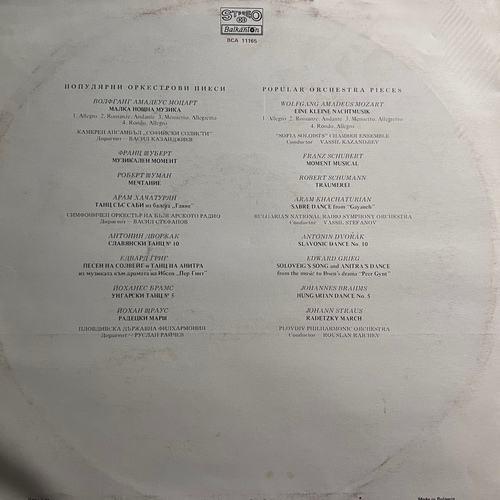 STEREO
Balkanton
BCA 11165
ПОПУЛЯРНИ ОРКЕСТРОВИ ПИЕСИ
ВОЛФГАНГ АМАДЕУС МОЦАРТ
МАЛКА НОЩНА МУЗИКА
1. Allegro 2. Romanze. Andante 3. Menuetto. Allegretto
4. Rondo. Allegro
КАМЕРЕН АНСАМБЪЛ „СОФИЙСКИ СОЛИСТИ“
Диригент – ВАСИЛ КАЗАНДЖИЕВ
ФРАНЦ ШУБЕРТ
МУЗИКАЛЕН МОМЕНТ
РОБЕРТ ШУМАН
МЕЧТАНИЕ
АРАМ ХАЧАТУРЯН
ТАНЦ СЪС САБИ из балета „Гаяне“
СИМФОНИЧЕН ОРКЕСТЪР НА БЪЛГАРСКОТО РАДИО
Диригент – ВАСИЛ СТЕФАНОВ
АНТОНИН ДВОРЖАК
СЛАВЯНСКИ ТАНЦ № 10
ЕДВАРД ГРИГ
ПЕСЕН НА СОЛВЕЙГ и ТАНЦ НА АНИТРА
из музиката към драмата на Ибсен „Пер Гинт“
ЙОХАНЕС БРАМС
УНГАРСКИ ТАНЦ № 5
ЙОХАН ЩРАУС
РАДЕЦКИ МАРШ
ПЛОВДИВСКА ДЪРЖАВНА ФИЛХАРМОНИЯ
Диригент – РУСЛАН РАЙЧЕВ
POPULAR ORCHESTRA PIECES
WOLFGANG AMADEUS MOZART
EINE KLEINE NACHTMUSIK
1. Allegro 2. Romanze. Andante 3. Menuetto. Allegretto
4. Rondo. Allegro
"SOFIA SOLOISTS" CHAMBER ENSEMBLE
Conductor – VASSIL KAZANDJIEV
FRANZ SCHUBERT
MOMENT MUSICAL
ROBERT SCHUMANN
TRÄUMEREI
ARAM KHACHATURIAN
SABRE DANCE from "Gayaneh"
BULGARIAN NATIONAL RADIO SYMPHONY ORCHESTRA
Conductor – VASSIL STEFANOV
ANTONIN DVOŘÁK
SLAVONIC DANCE No. 10
EDWARD GRIEG
SOLOVEIG'S SONG and ANITRA'S DANCE
from the music to Ibsen's drama "Peer Gynt"
JOHANNES BRAHMS
HUNGARIAN DANCE No. 5
JOHANN STRAUS
RADETZKY MARCH
PLOVDIV PHILHARMONIC ORCHESTRA
Conductor – ROUSLAN RAICHEV
Made in Bulgaria